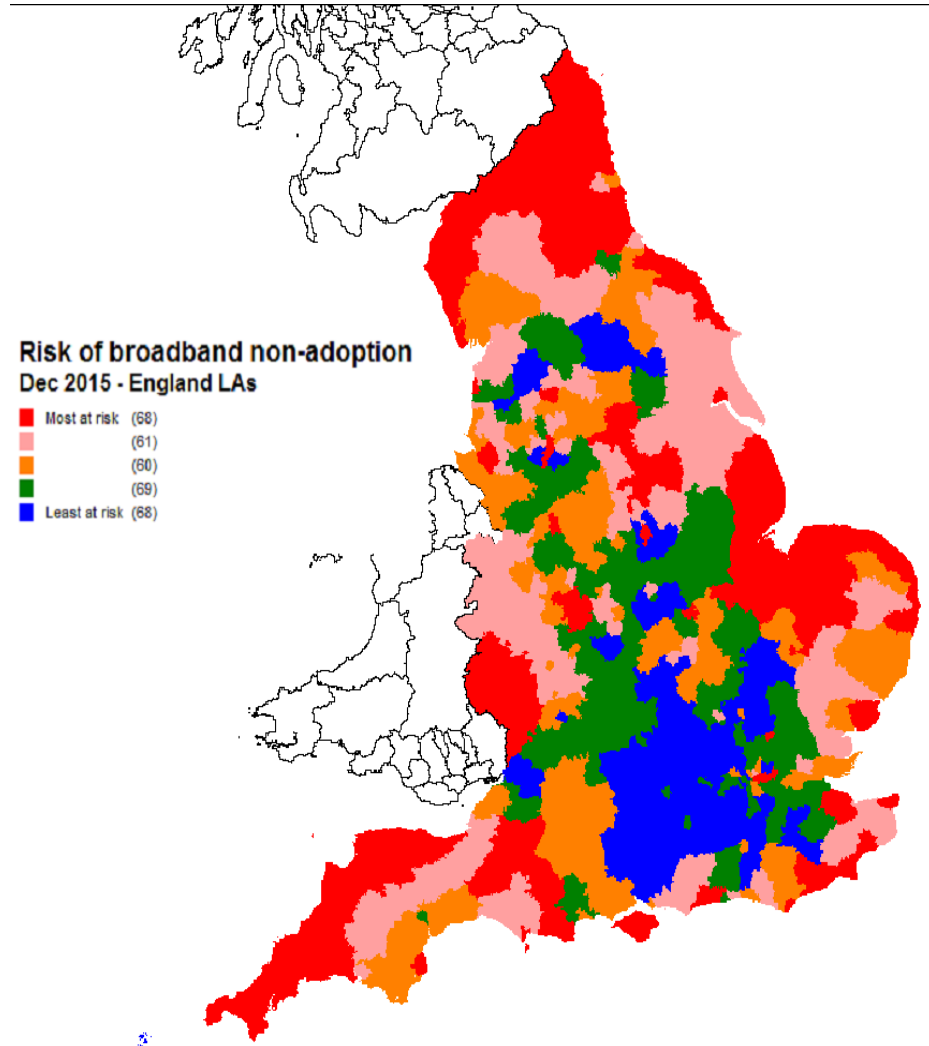 Risk of broadband non-adoption
Dec 2015 - England LAs
Most at risk (68)
(61)
(60)
(69)
Least at risk (68)